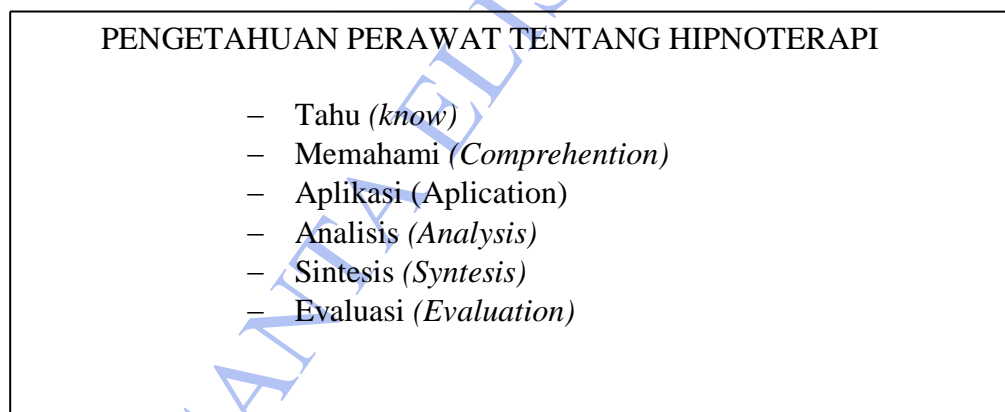 PENGETAHUAN PERAWAT TENTANG HIPNOTERAPI
– Tahu (know)
– Memahami (Comprehention)
– Aplikasi (Aplication)
– Analisis (Analysis)
– Sintesis (Syntesis)
– Evaluasi (Evaluation)